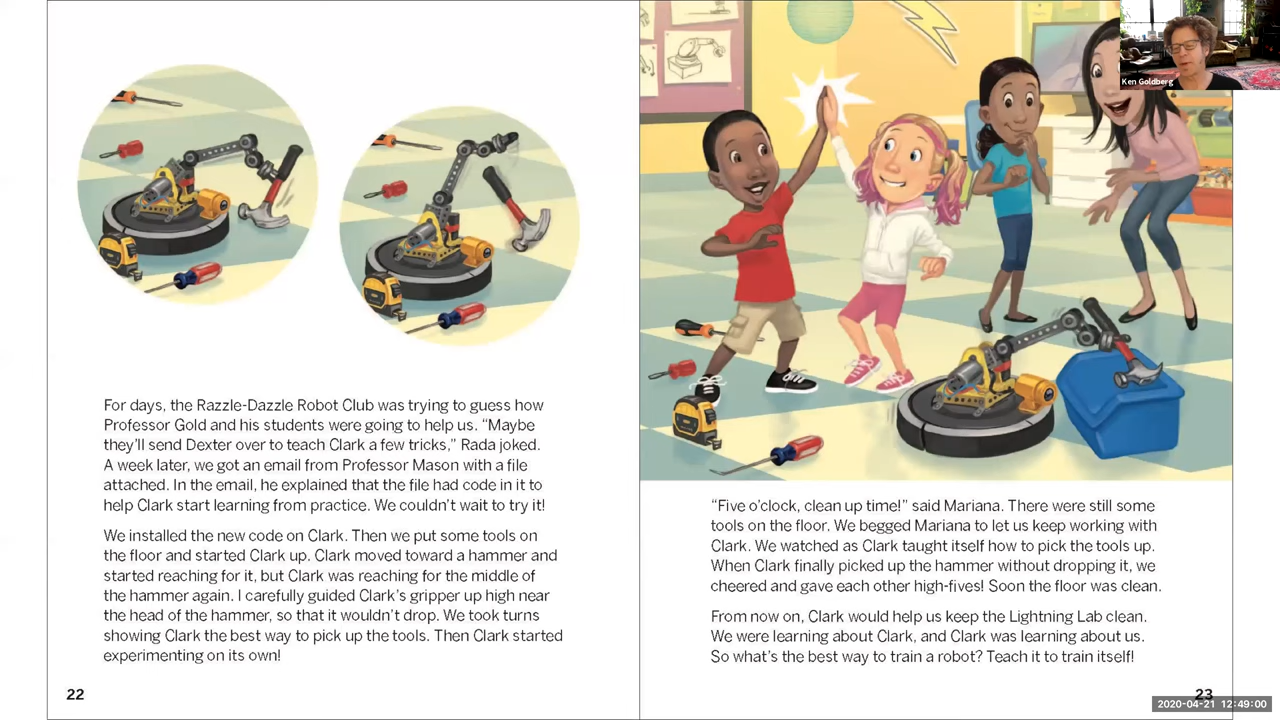 Ken Goldberg
For days, the Razzle-Dazzle Robot Club was trying to guess how
Professor Gold and his students were going to help us. “Maybe
they’ll send Dexter over to teach Clark a few tricks,” Rada joked.
A week later, we got an email from Professor Mason with a file
attached. In the email, he explained that the file had code in it to
help Clark start learning from practice. We couldn’t wait to try it!
We installed the new code on Clark. Then we put some tools on
the floor and started Clark up. Clark moved toward a hammer and
started reaching for it, but Clark was reaching for the middle of
the hammer again. I carefully guided Clark’s gripper up high near
the head of the hammer, so that it wouldn’t drop. We took turns
showing Clark the best way to pick up the tools. Then Clark started
experimenting on its own!
22
“Five o’clock, clean up time!” said Mariana. There were still some
tools on the floor. We begged Mariana to let us keep working with
Clark. We watched as Clark taught itself how to pick the tools up.
When Clark finally picked up the hammer without dropping it, we
cheered and gave each other high-fives! Soon the floor was clean.
From now on, Clark would help us keep the Lightning Lab clean.
We were learning about Clark, and Clark was learning about us.
So what’s the best way to train a robot? Teach it to train itself!
23
2020-04-21 12:49:00